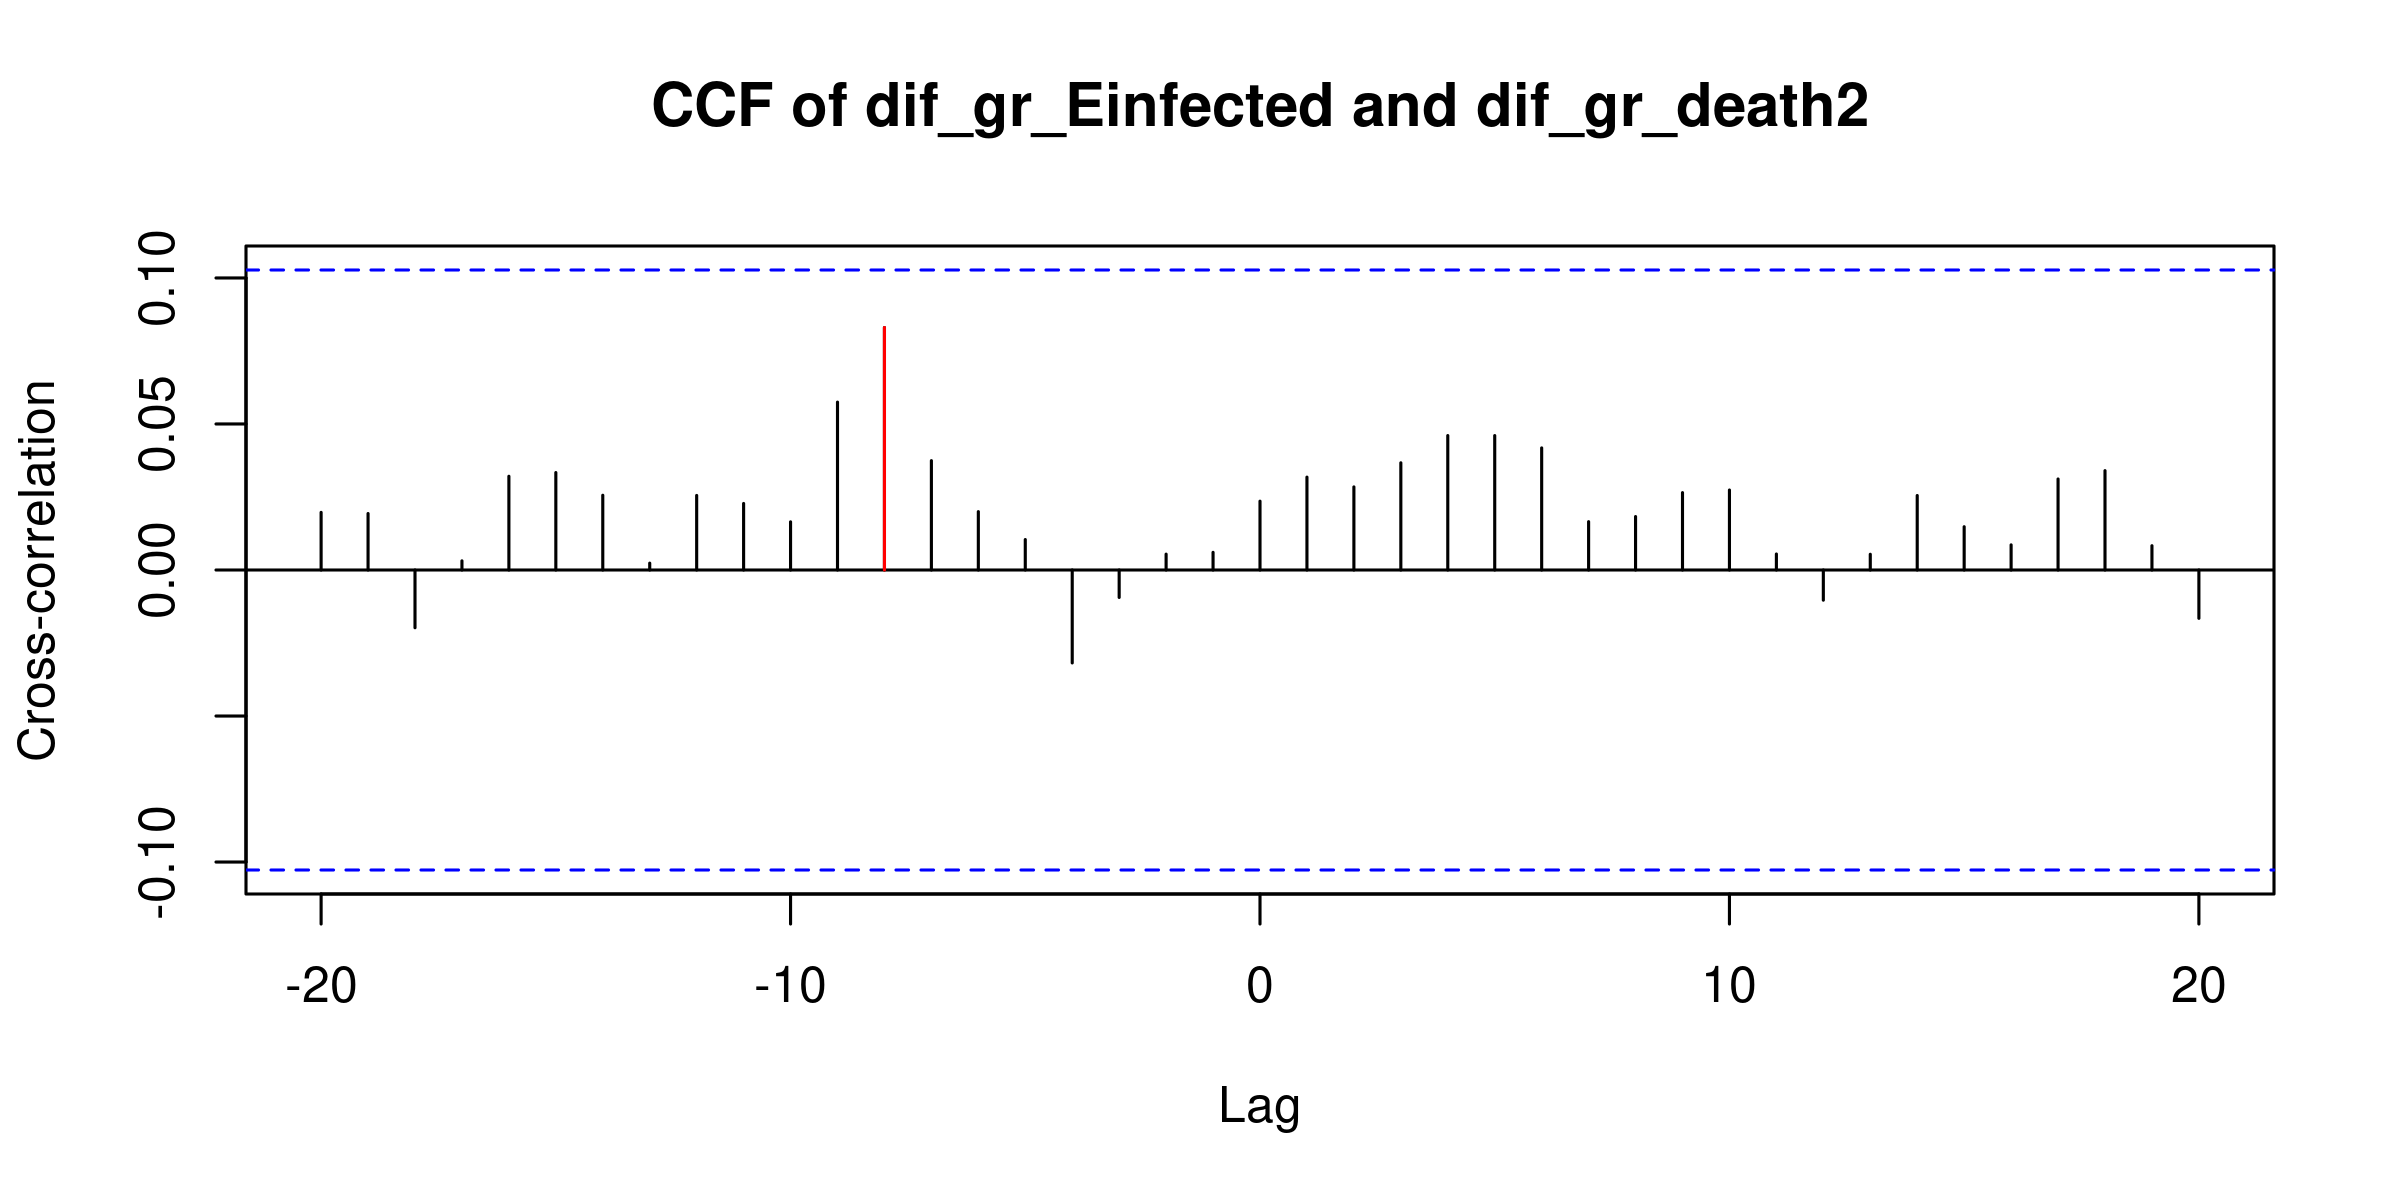 CCF of dif_gr_Einfected and dif_gr_death2
Cross-correlation
0.10
0.05
0.00
-0.10
-20 -10 0 10 20
Lag